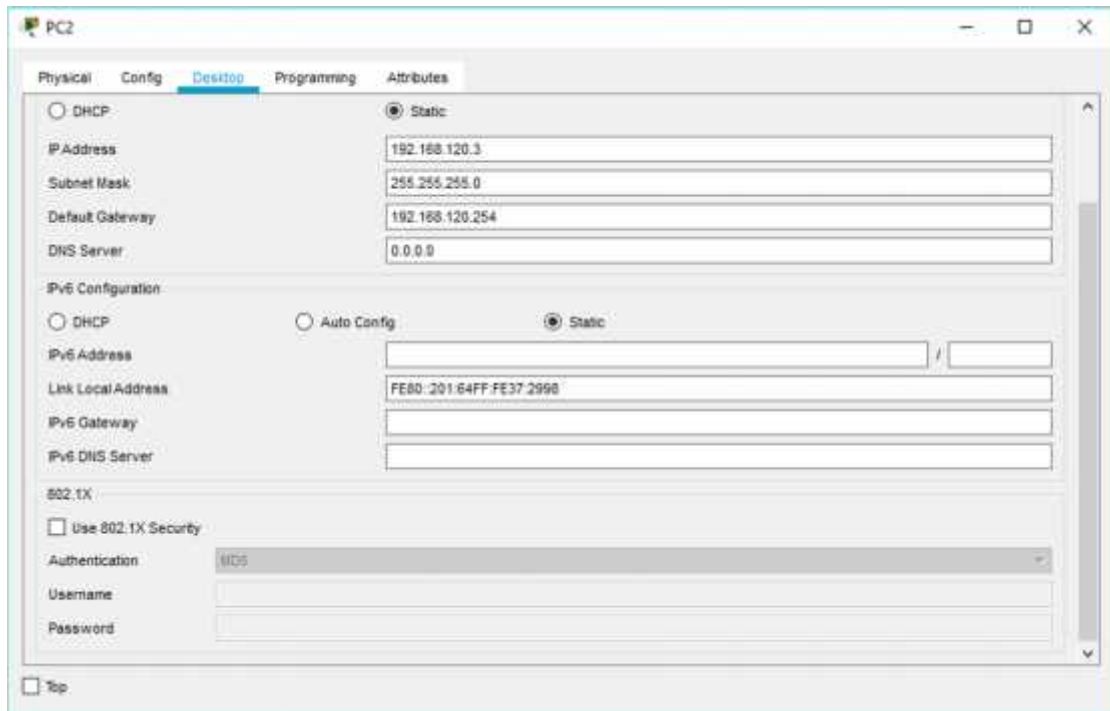 PC2
Physical Config Desktop Programming Attributes
DHCP Static
IP Address 192.168.120.3
Subnet Mask 255.255.255.0
Default Gateway 192.168.120.254
DNS Server 0.0.0.0
IPv6 Configuration
DHCP Auto Config Static
IPv6 Address /
Link Local Address FE80::201:64FF:FE37:2998
IPv6 Gateway
IPv6 DNS Server
802.1X
Use 802.1X Security
Authentication MD5
Username
Password
Top